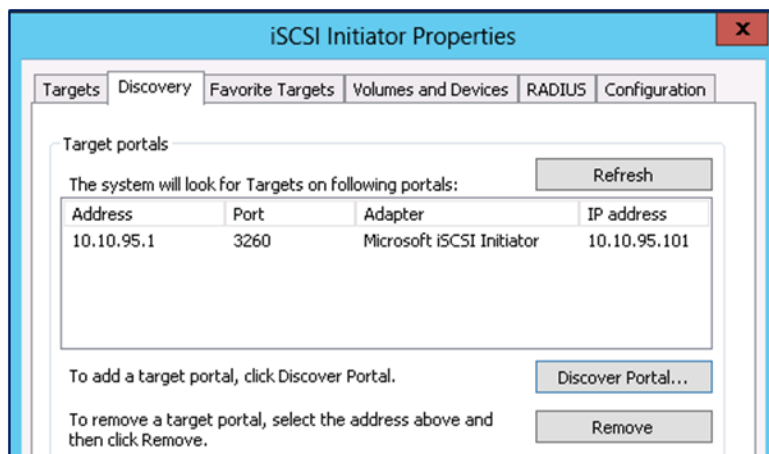 iSCSI Initiator Properties
x
Targets Discovery Favorite Targets Volumes and Devices RADIUS Configuration
Target portals
The system will look for Targets on following portals:
Refresh
Address Port Adapter IP address
10.10.95.1 3260 Microsoft iSCSI Initiator 10.10.95.101
To add a target portal, click Discover Portal.
Discover Portal...
To remove a target portal, select the address above and
then click Remove.
Remove